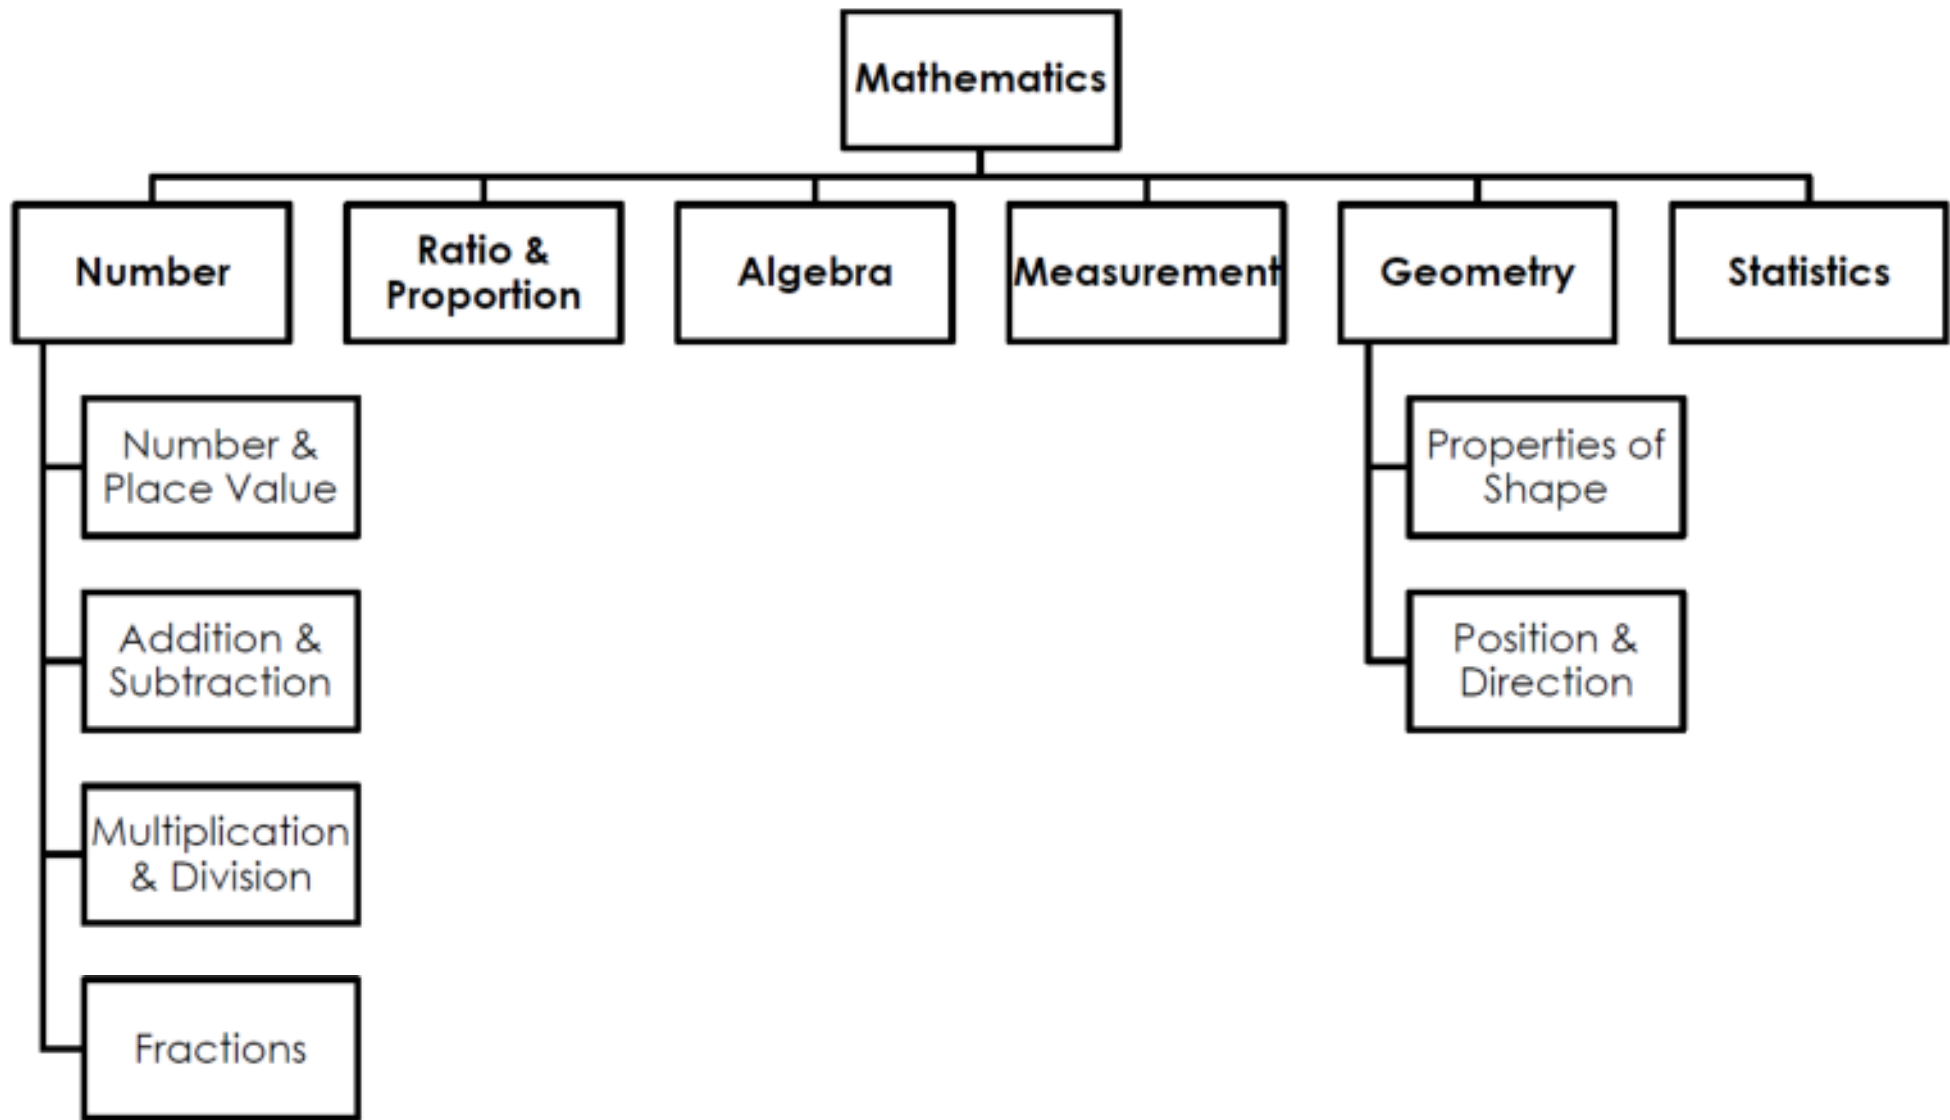 Mathematics
Number
Ratio &
Proportion
Algebra
Measurement
Geometry
Statistics
Number &
Place Value
Addition &
Subtraction
Multiplication
& Division
Fractions
Properties of
Shape
Position &
Direction